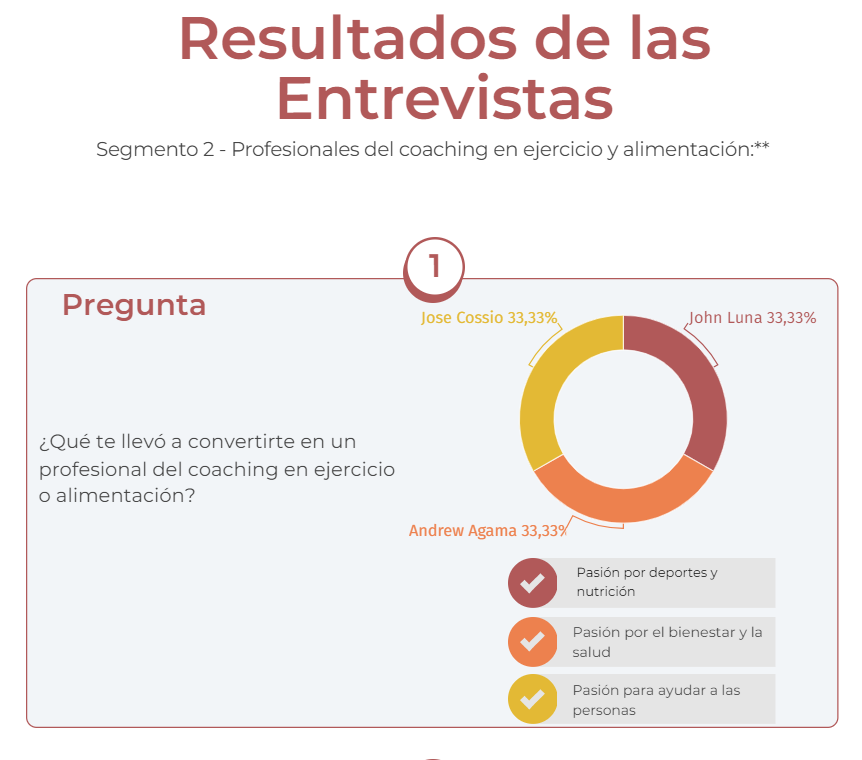 Resultados de las
Entrevistas
Segmento 2 - Profesionales del coaching en ejercicio y alimentación:**
1
Pregunta
¿Qué te llevó a convertirte en un
profesional del coaching en ejercicio
o alimentación?
Jose Cossio 33,33%
John Luna 33,33%
Andrew Agama 33,33%
Pasión por deportes y
nutrición
Pasión por el bienestar y la
salud
Pasión para ayudar a las
personas